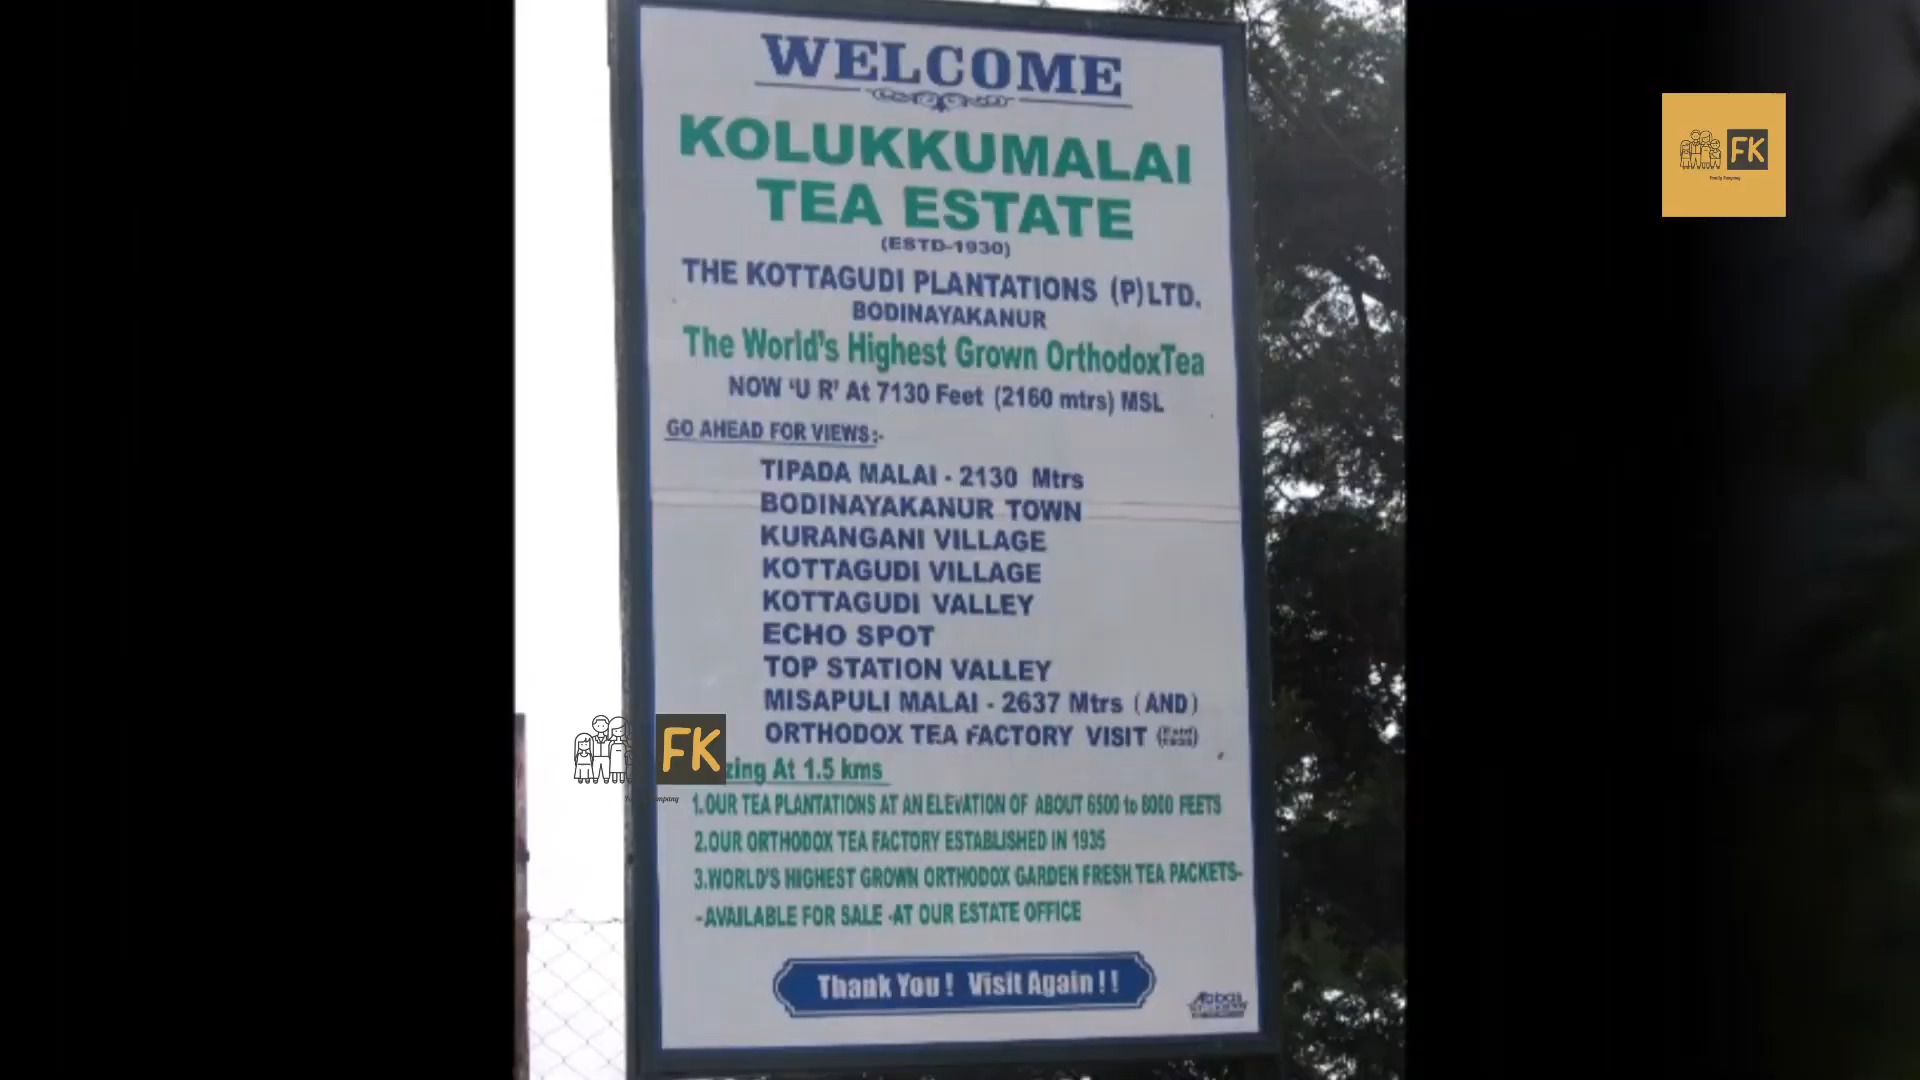 WELCOME
KOLUKKUMALAI
TEA ESTATE
(ESTD-1930)
THE KOTTAGUDI PLANTATIONS (P)LTD.
BODINAYAKANUR
The World's Highest Grown OrthodoxTea
NOW 'U R' At 7130 Feet (2160 mtrs) MSL
GO AHEAD FOR VIEWS:-
TIPADA MALAI - 2130 Mtrs
BODINAYAKANUR TOWN
KURANGANI VILLAGE
KOTTAGUDI VILLAGE
KOTTAGUDI VALLEY
ECHO SPOT
TOP STATION VALLEY
MISAPULI MALAI - 2637 Mtrs (AND)
ORTHODOX TEA FACTORY VISIT
FK
zing At 1.5 kms
1.OUR TEA PLANTATIONS AT AN ELEVATION OF ABOUT 6500 to 8000 FEETS
2.OUR ORTHODOX TEA FACTORY ESTABLISHED IN 1935
3.WORLD'S HIGHEST GROWN ORTHODOX GARDEN FRESH TEA PACKETS-
-AVAILABLE FOR SALE -AT OUR ESTATE OFFICE
Thank You! Visit Again!!
Abbas
FK